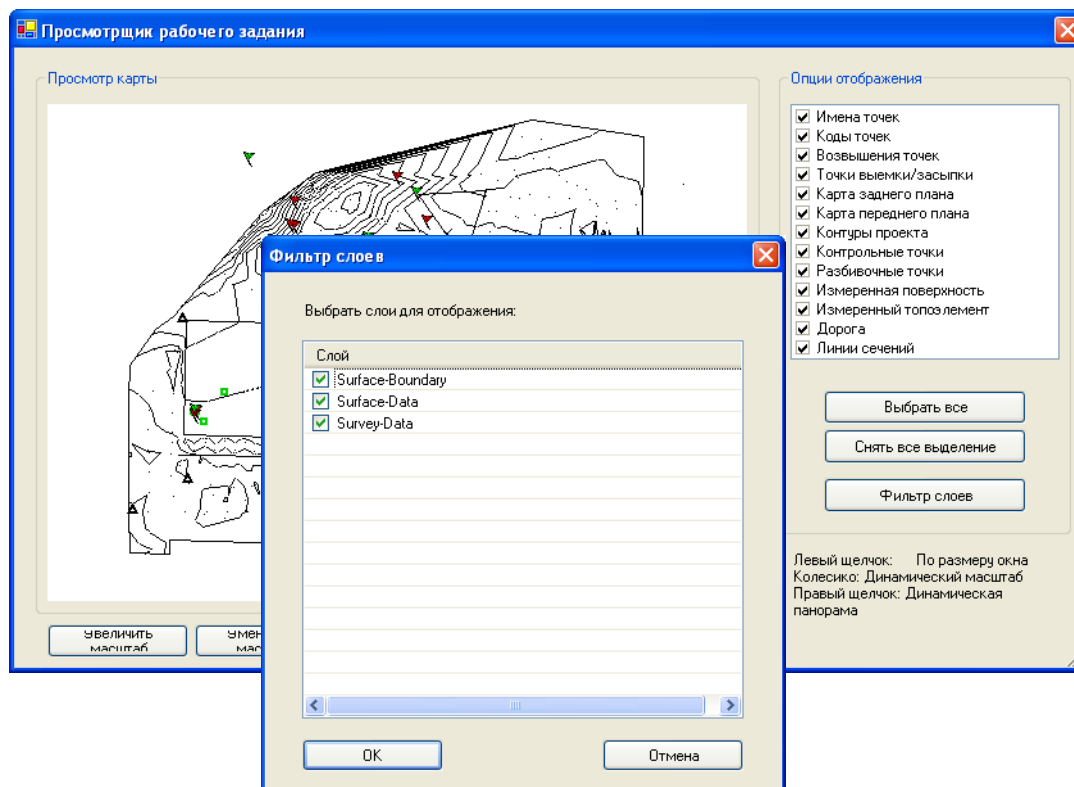 Просмотрщик рабочего задания
Просмотр карты
Опции отображения
Имена точек
Коды точек
Возвышения точек
Точки выемки/засыпки
Карта заднего плана
Карта переднего плана
Контуры проекта
Контрольные точки
Разбивочные точки
Измеренная поверхность
Измеренный топоэлемент
Дорога
Линии сечений
Выбрать все
Снять все выделение
Фильтр слоев
Левый щелчок: По размеру окна
Колесико: Динамический масштаб
Правый щелчок: Динамическая
панорама
Увеличить
масштаб
Фильтр слоев
Выбрать слои для отображения:
Слой
Surface-Boundary
Surface-Data
Survey-Data
OK
Отмена